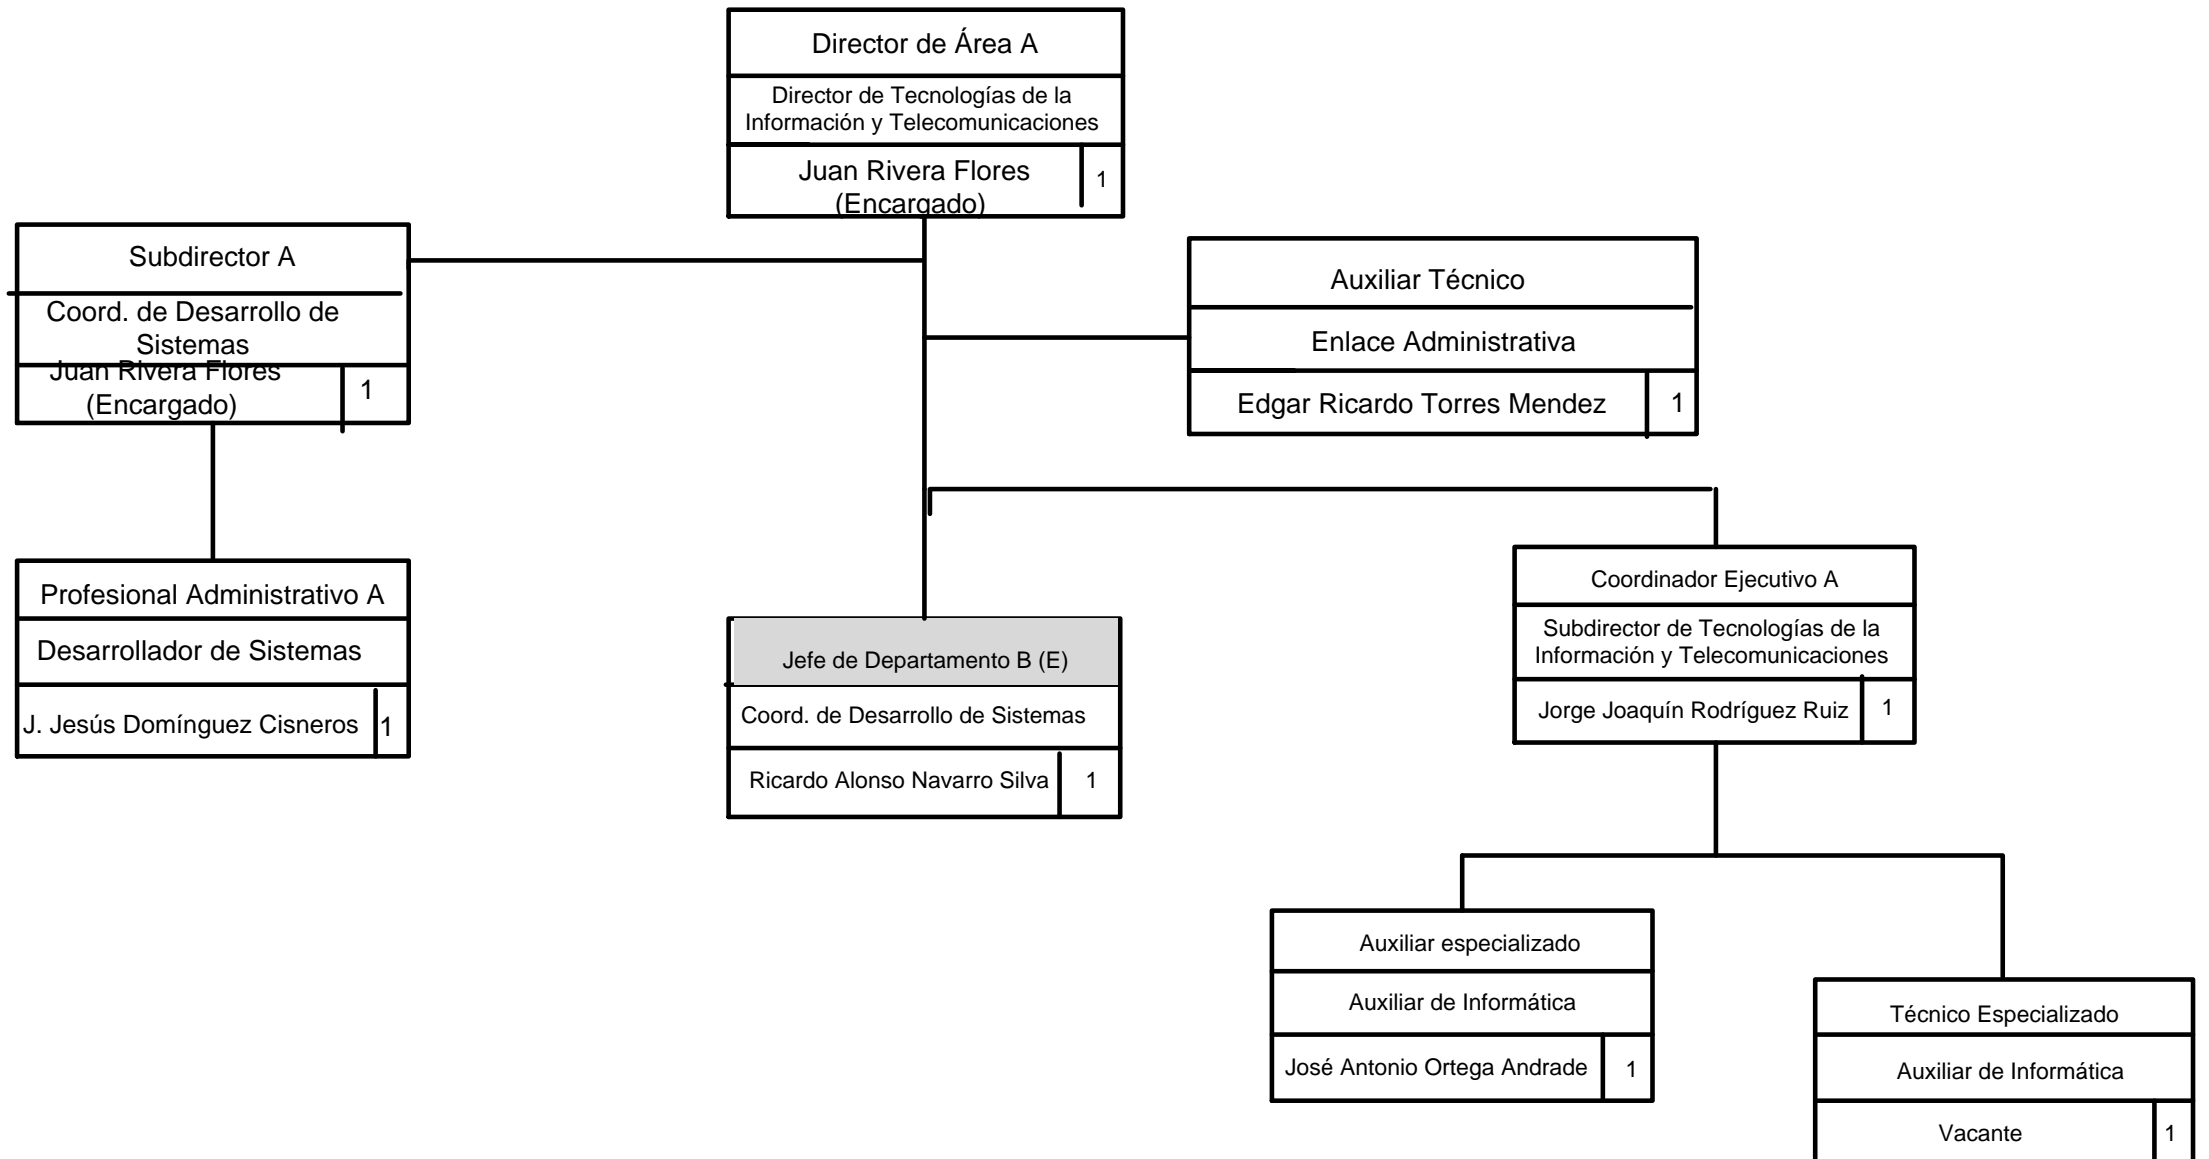 Director de Área A
Director de Tecnologías de la
Información y Telecomunicaciones
Juan Rivera Flores
(Encargado)
1
Subdirector A
Coord. de Desarrollo de
Sistemas
Juan Rivera Flores
(Encargado)
1
Auxiliar Técnico
Enlace Administrativa
Edgar Ricardo Torres Mendez
1
Profesional Administrativo A
Desarrollador de Sistemas
J. Jesús Domínguez Cisneros
1
Jefe de Departamento B (E)
Coord. de Desarrollo de Sistemas
Ricardo Alonso Navarro Silva
1
Coordinador Ejecutivo A
Subdirector de Tecnologías de la
Información y Telecomunicaciones
Jorge Joaquín Rodríguez Ruiz
1
Auxiliar especializado
Auxiliar de Informática
José Antonio Ortega Andrade
1
Técnico Especializado
Auxiliar de Informática
Vacante
1